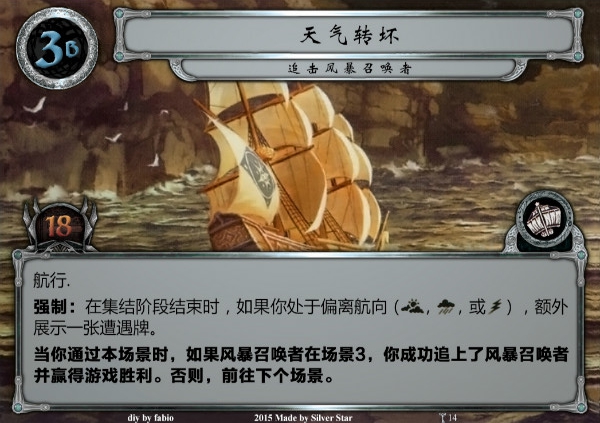 3B
天气转坏
追击风暴召唤者
18
航行.
强制：在集结阶段结束时，如果你处于偏离航向（，，或），额外
展示一张遭遇牌。
当你通过本场景时，如果风暴召唤者在场景3，你成功追上了风暴召唤者
并赢得游戏胜利。否则，前往下个场景。
diy by fabio 2015 Made by Silver Star 14